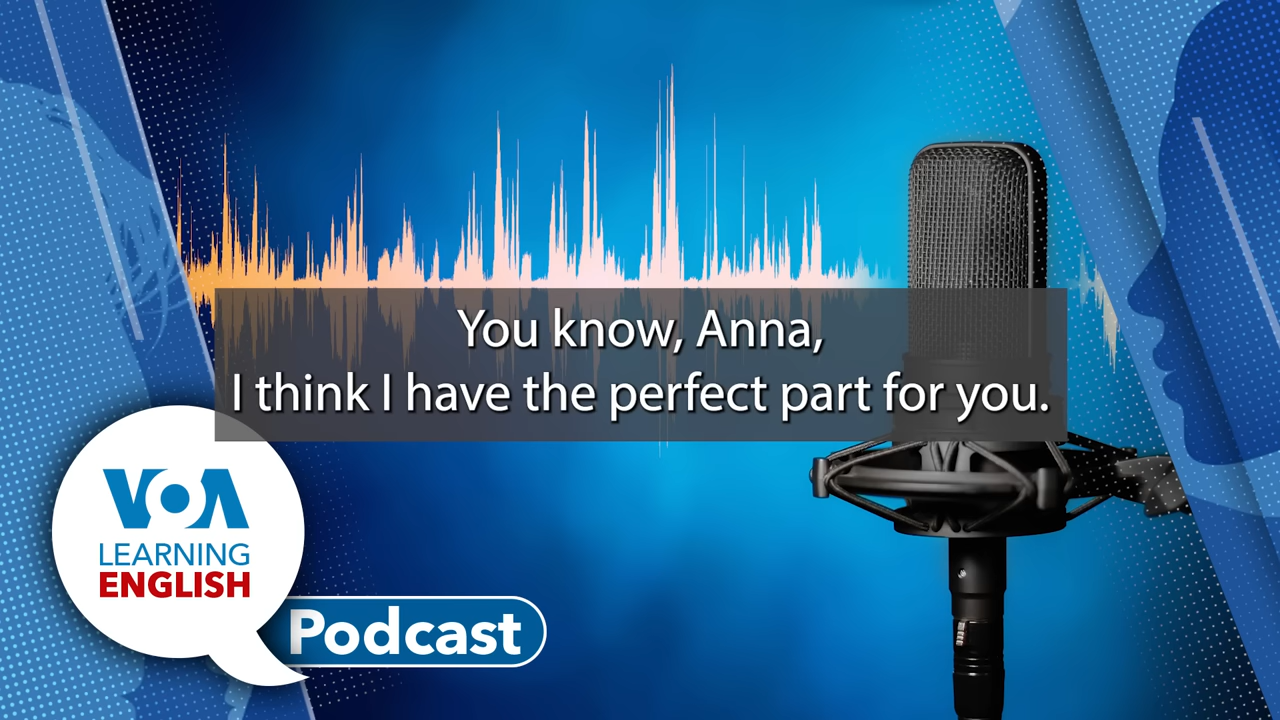 You know, Anna,
I think I have the perfect part for you.
VOA
LEARNING
ENGLISH
Podcast